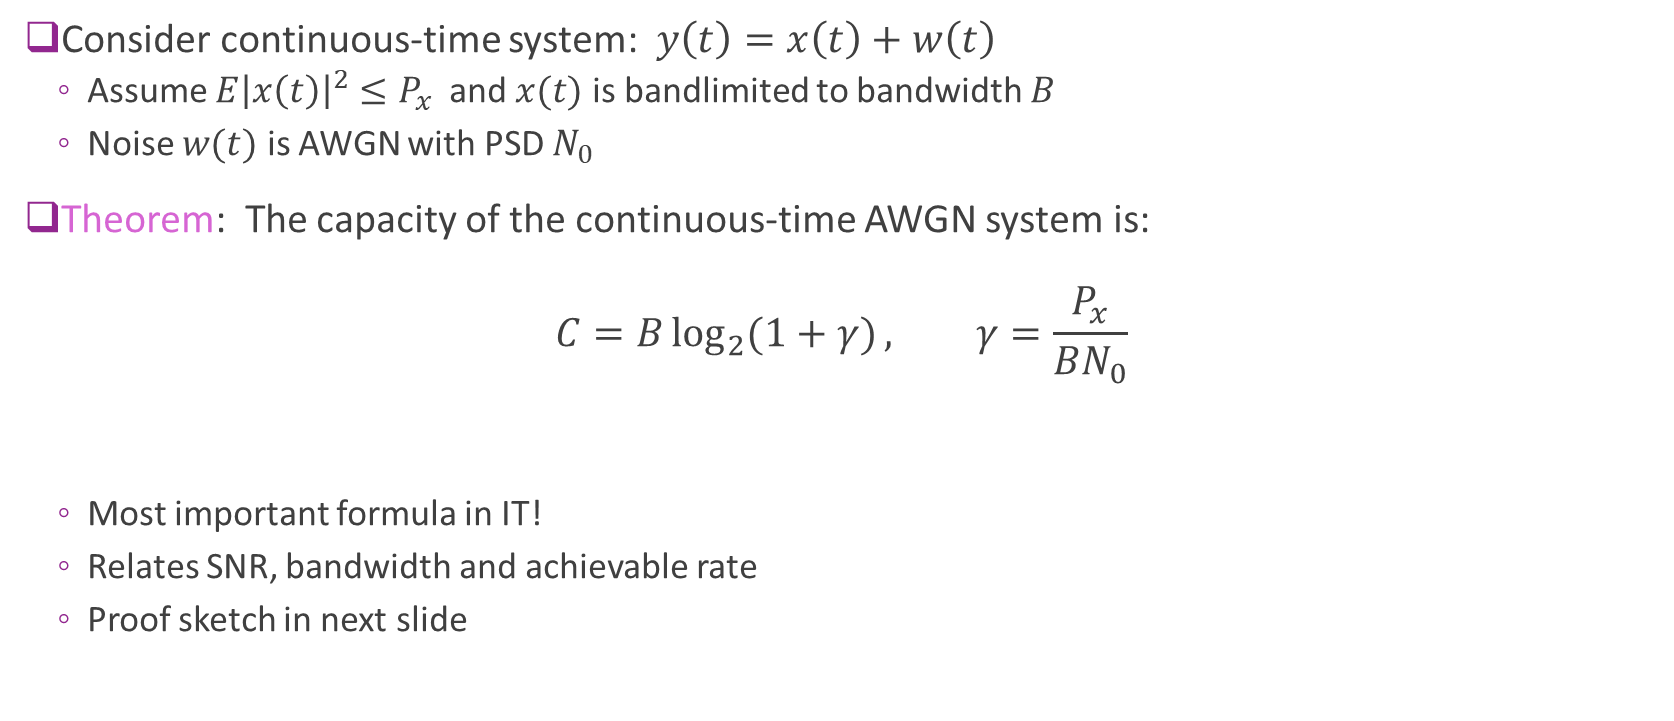 ❑Consider continuous-time system: y(t) = x(t) + w(t)
◦ Assume E|x(t)|² ≤ Pₓ and x(t) is bandlimited to bandwidth B
◦ Noise w(t) is AWGN with PSD N₀
❑Theorem: The capacity of the continuous-time AWGN system is:
C = B log₂(1 + γ), γ = Pₓ / BN₀
◦ Most important formula in IT!
◦ Relates SNR, bandwidth and achievable rate
◦ Proof sketch in next slide